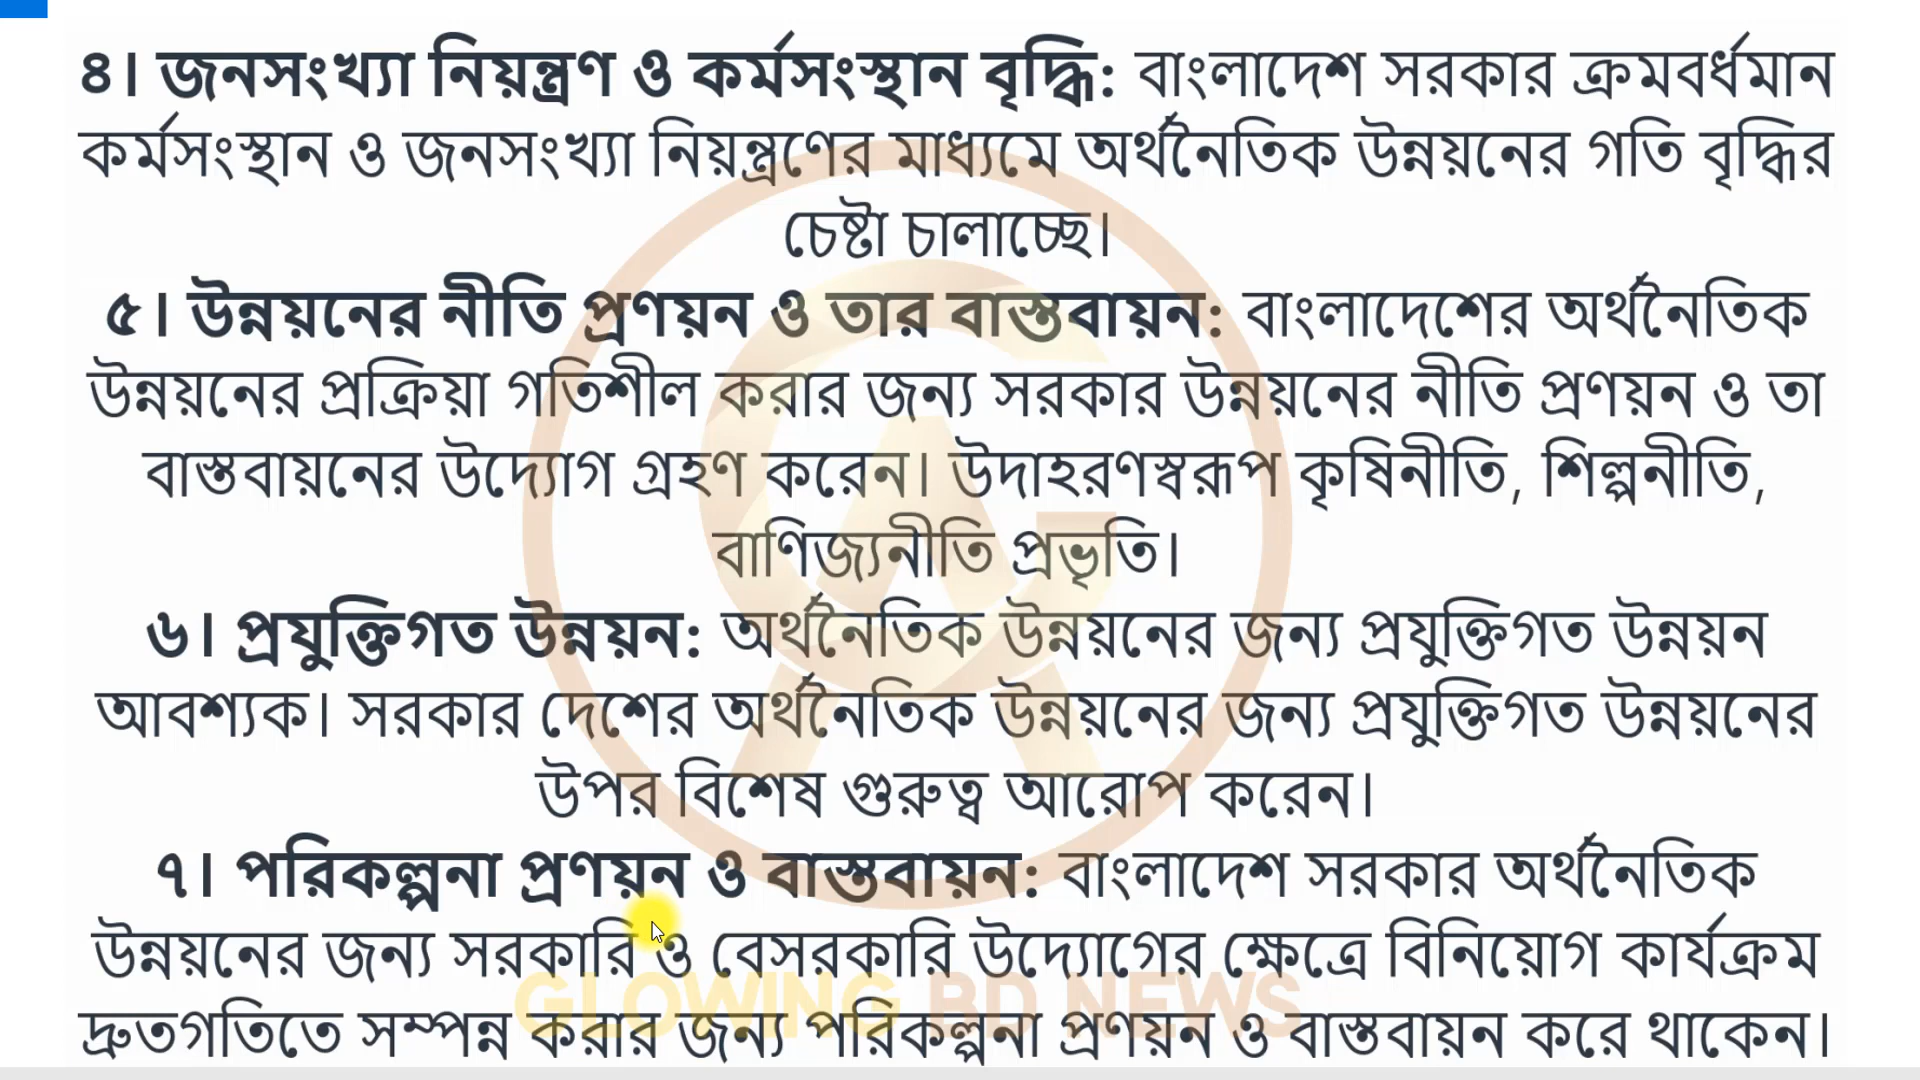 ৪। জনসংখ্যা নিয়ন্ত্রণ ও কর্মসংস্থান বৃদ্ধি: বাংলাদেশ সরকার ক্রমবর্ধমান
কর্মসংস্থান ও জনসংখ্যা নিয়ন্ত্রণের মাধ্যমে অর্থনৈতিক উন্নয়নের গতি বৃদ্ধির
চেষ্টা চালাচ্ছে।
৫। উন্নয়নের নীতি প্রণয়ন ও তার বাস্তবায়ন: বাংলাদেশের অর্থনৈতিক
উন্নয়নের প্রক্রিয়া গতিশীল করার জন্য সরকার উন্নয়নের নীতি প্রণয়ন ও তা
বাস্তবায়নের উদ্যোগ গ্রহণ করেন। উদাহরণস্বরূপ কৃষিনীতি, শিল্পনীতি,
বাণিজ্যনীতি প্রভৃতি।
৬। প্রযুক্তিগত উন্নয়ন: অর্থনৈতিক উন্নয়নের জন্য প্রযুক্তিগত উন্নয়ন
আবশ্যক। সরকার দেশের অর্থনৈতিক উন্নয়নের জন্য প্রযুক্তিগত উন্নয়নের
উপর বিশেষ গুরুত্ব আরোপ করেন।
৭। পরিকল্পনা প্রণয়ন ও বাস্তবায়ন: বাংলাদেশ সরকার অর্থনৈতিক
উন্নয়নের জন্য সরকারি ও বেসরকারি উদ্যোগের ক্ষেত্রে বিনিয়োগ কার্যক্রম
GLOWING BD NEWS
দ্রুতগতিতে সম্পন্ন করার জন্য পরিকল্পনা প্রণয়ন ও বাস্তবায়ন করে থাকেন।